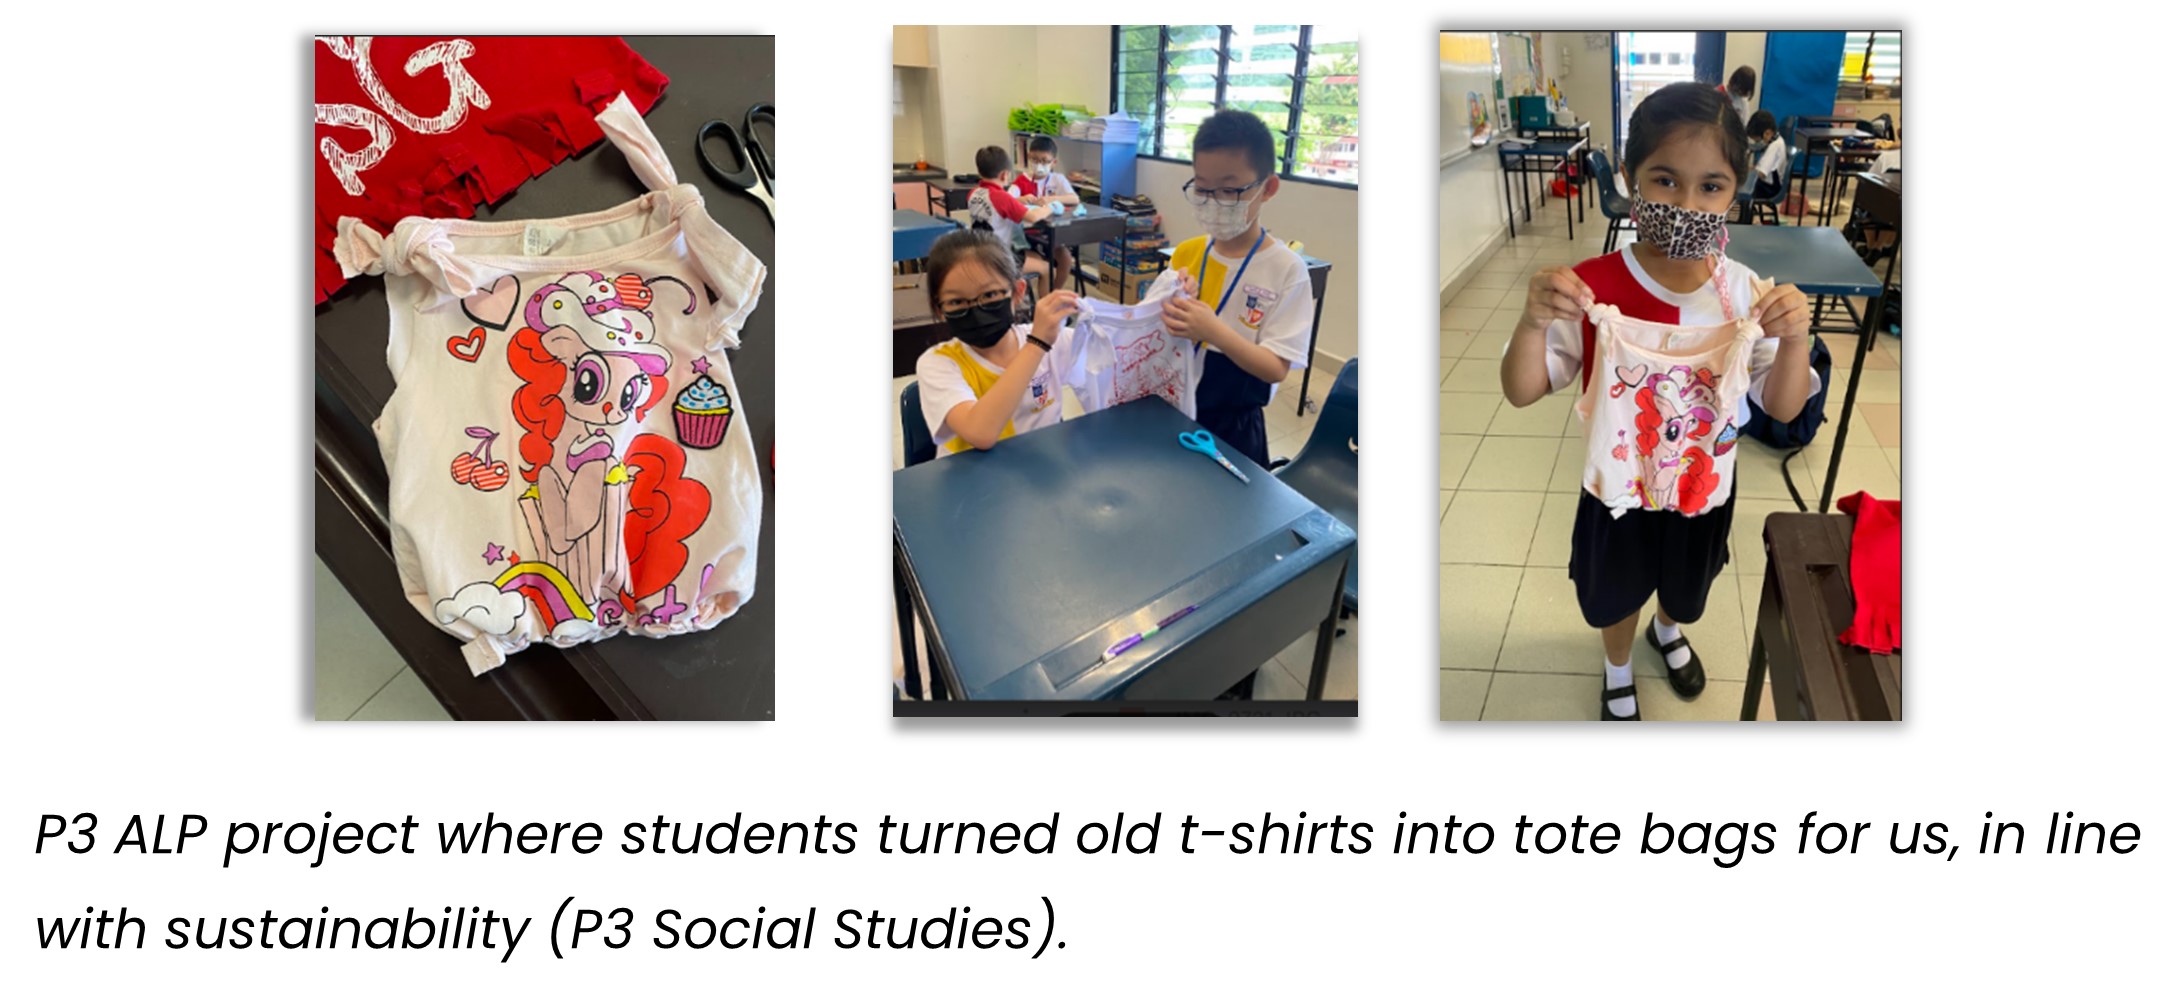 SG
P3 ALP project where students turned old t-shirts into tote bags for us, in line
with sustainability (P3 Social Studies).